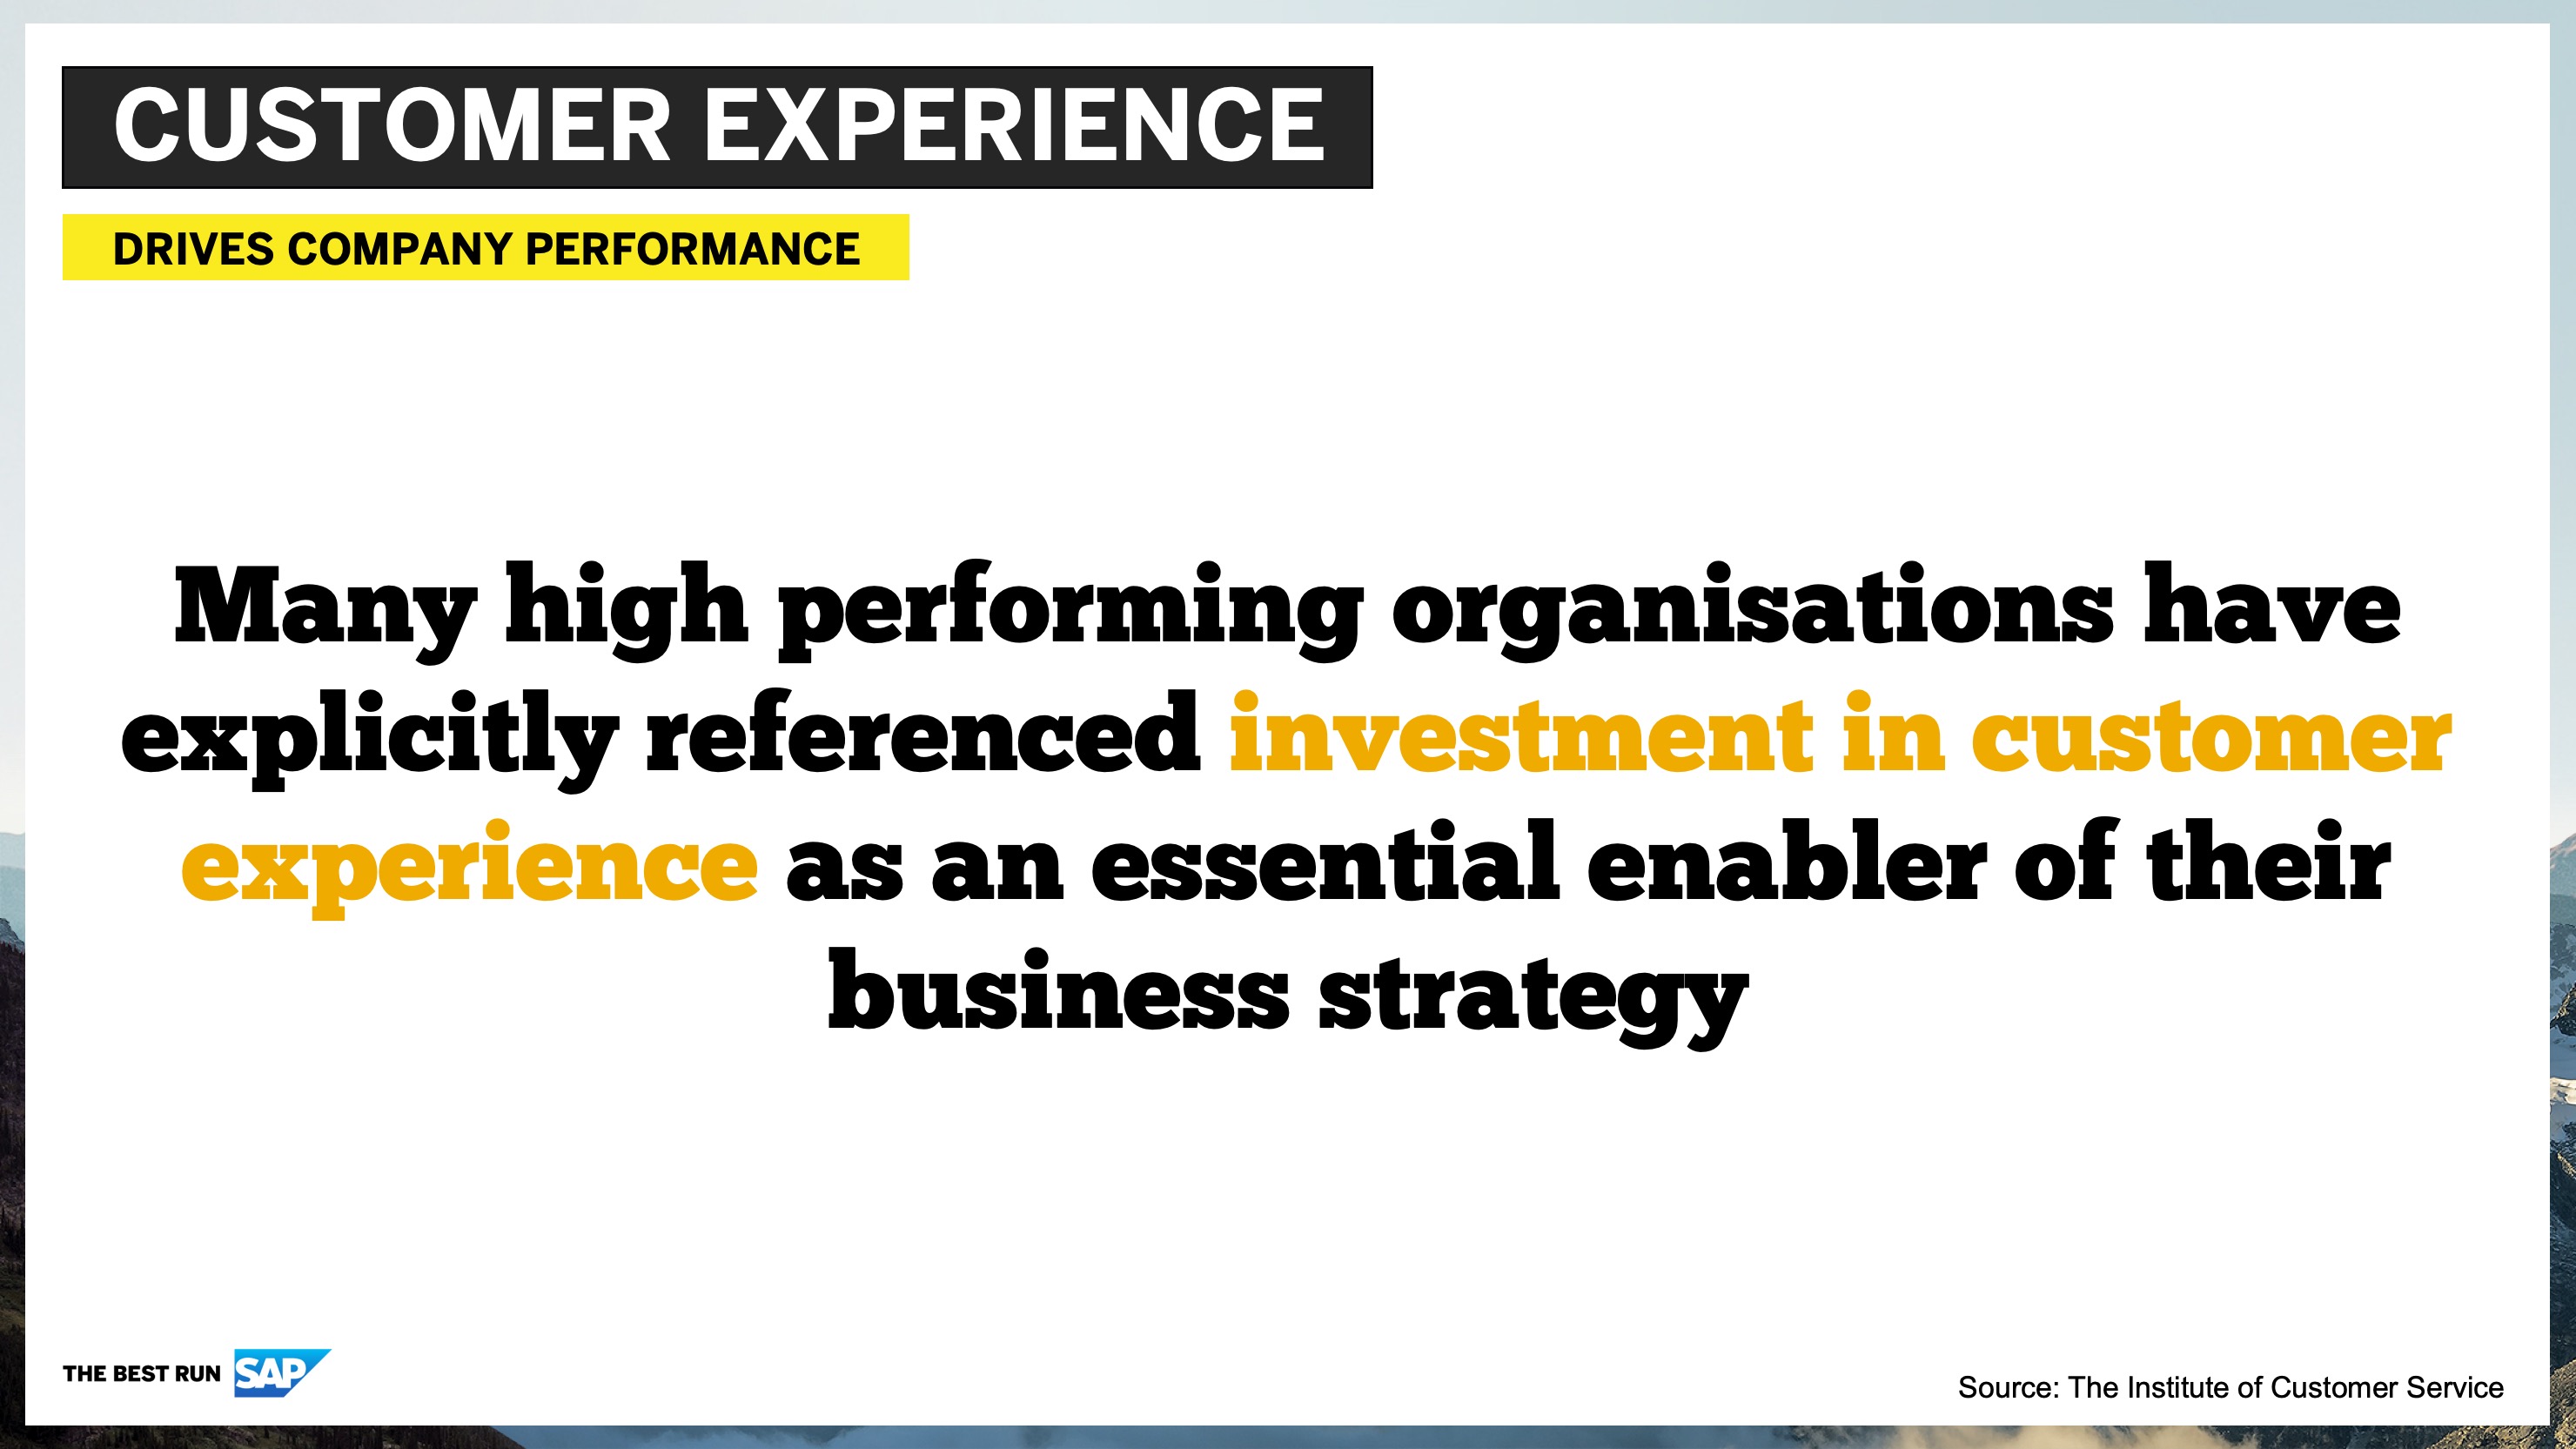 CUSTOMER EXPERIENCE
DRIVES COMPANY PERFORMANCE
Many high performing organisations have
explicitly referenced investment in customer
experience as an essential enabler of their
business strategy
THE BEST RUN SAP
Source: The Institute of Customer Service